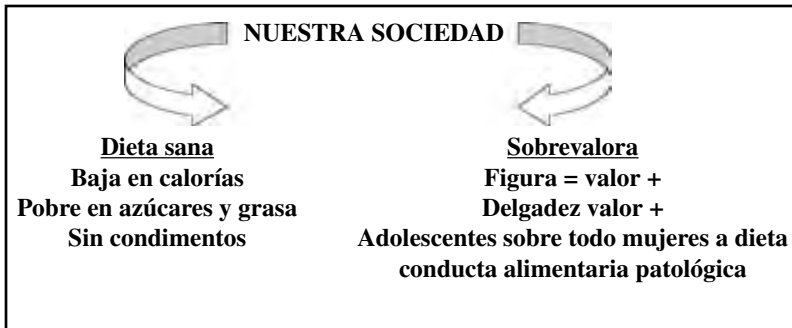 NUESTRA SOCIEDAD
Dieta sana
Baja en calorías
Pobre en azúcares y grasa
Sin condimentos
Sobrevalora
Figura = valor +
Delgadez valor +
Adolescentes sobre todo mujeres a dieta
conducta alimentaria patológica